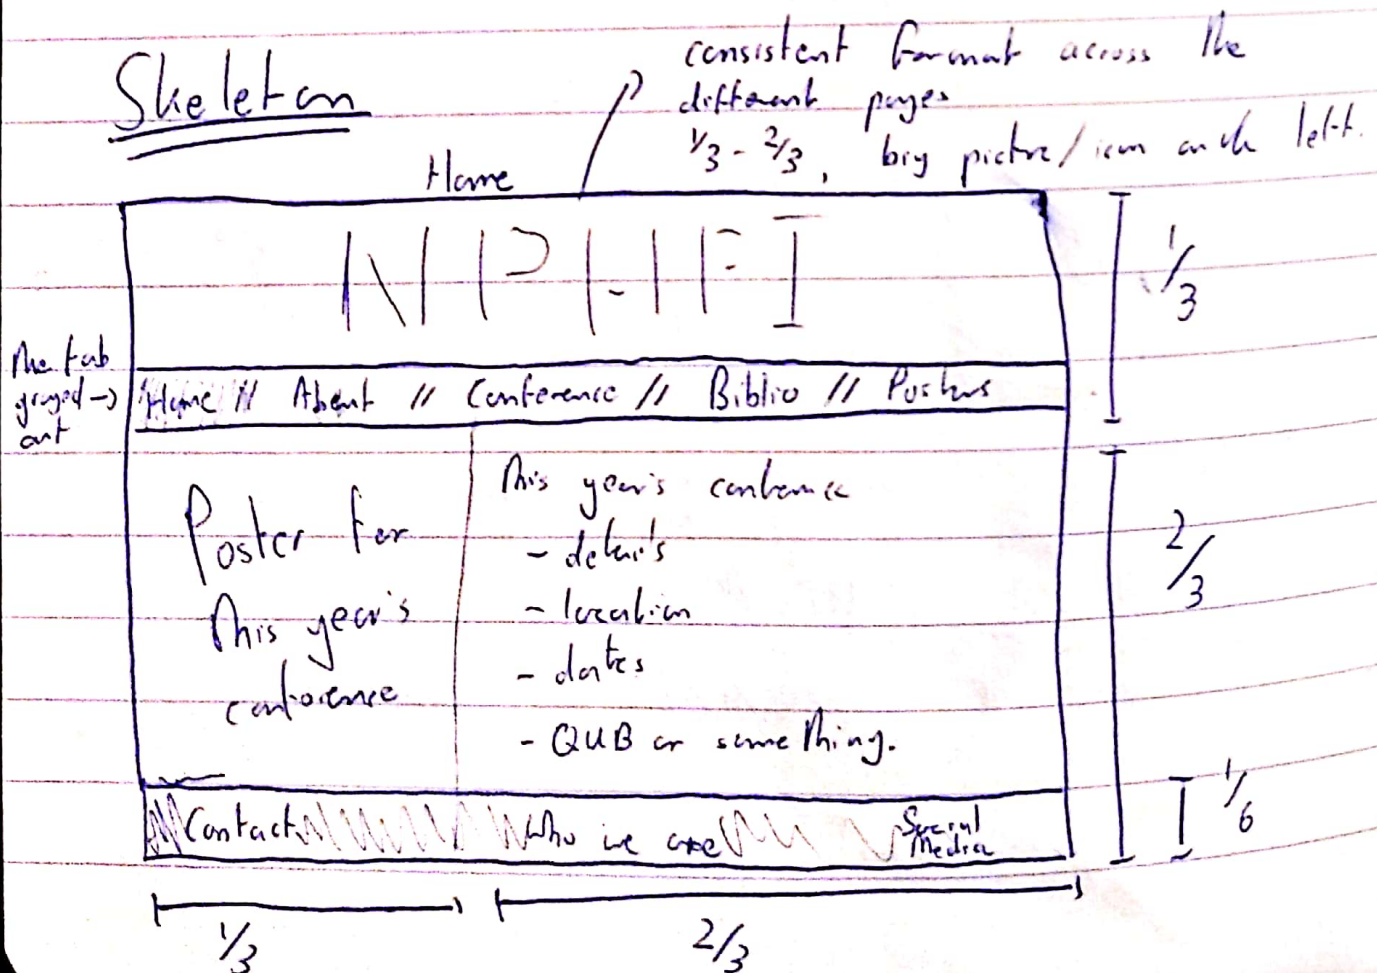 Skeleton
consistent format across the
different pages
1/3 - 2/3, big picture/icon on the left.
Home
NPHFI
1/3
The tab
greyed →
out
Home // About // Conference // Biblio // Posters
Poster for
this year's
conference
This year's conference
- details
- location
- dates
- QUB or something.
2/3
Contact
Who we are
Social
Media
1/6
1/3
2/3